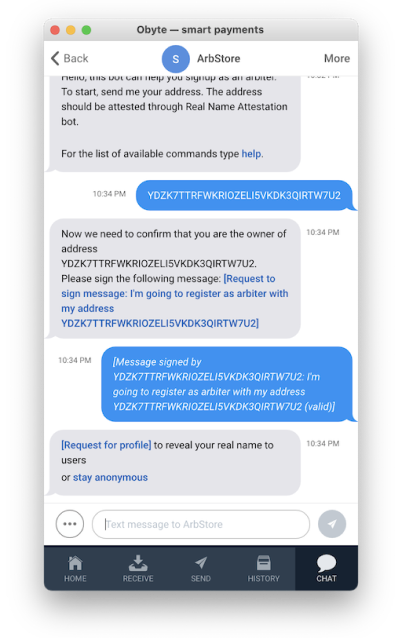 Obyte — smart payments
Back
S
ArbStore
More
Hello, this bot can help you signup as an arbiter.
To start, send me your address. The address
should be attested through Real Name Attestation
bot.
For the list of available commands type help.
10:34 PM
YDZK7TTRFWKRIOZELI5VKDK3QIRTW7U2
Now we need to confirm that you are the owner of
address
YDZK7TTRFWKRIOZELI5VKDK3QIRTW7U2.
Please sign the following message: [Request to
sign message: I'm going to register as arbiter with
my address
YDZK7TTRFWKRIOZELI5VKDK3QIRTW7U2]
10:34 PM
10:34 PM
[Message signed by
YDZK7TTRFWKRIOZELI5VKDK3QIRTW7U2: I'm
going to register as arbiter with my address
YDZK7TTRFWKRIOZELI5VKDK3QIRTW7U2 (valid)]
[Request for profile] to reveal your real name to
users
or stay anonymous
10:34 PM
Text message to ArbStore
HOME
RECEIVE
SEND
HISTORY
CHAT